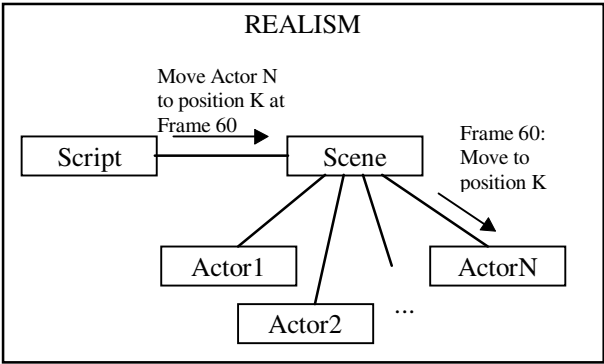 REALISM
Move Actor N
to position K at
Frame 60
Script
Scene
Frame 60:
Move to
position K
Actor1
ActorN
Actor2
...